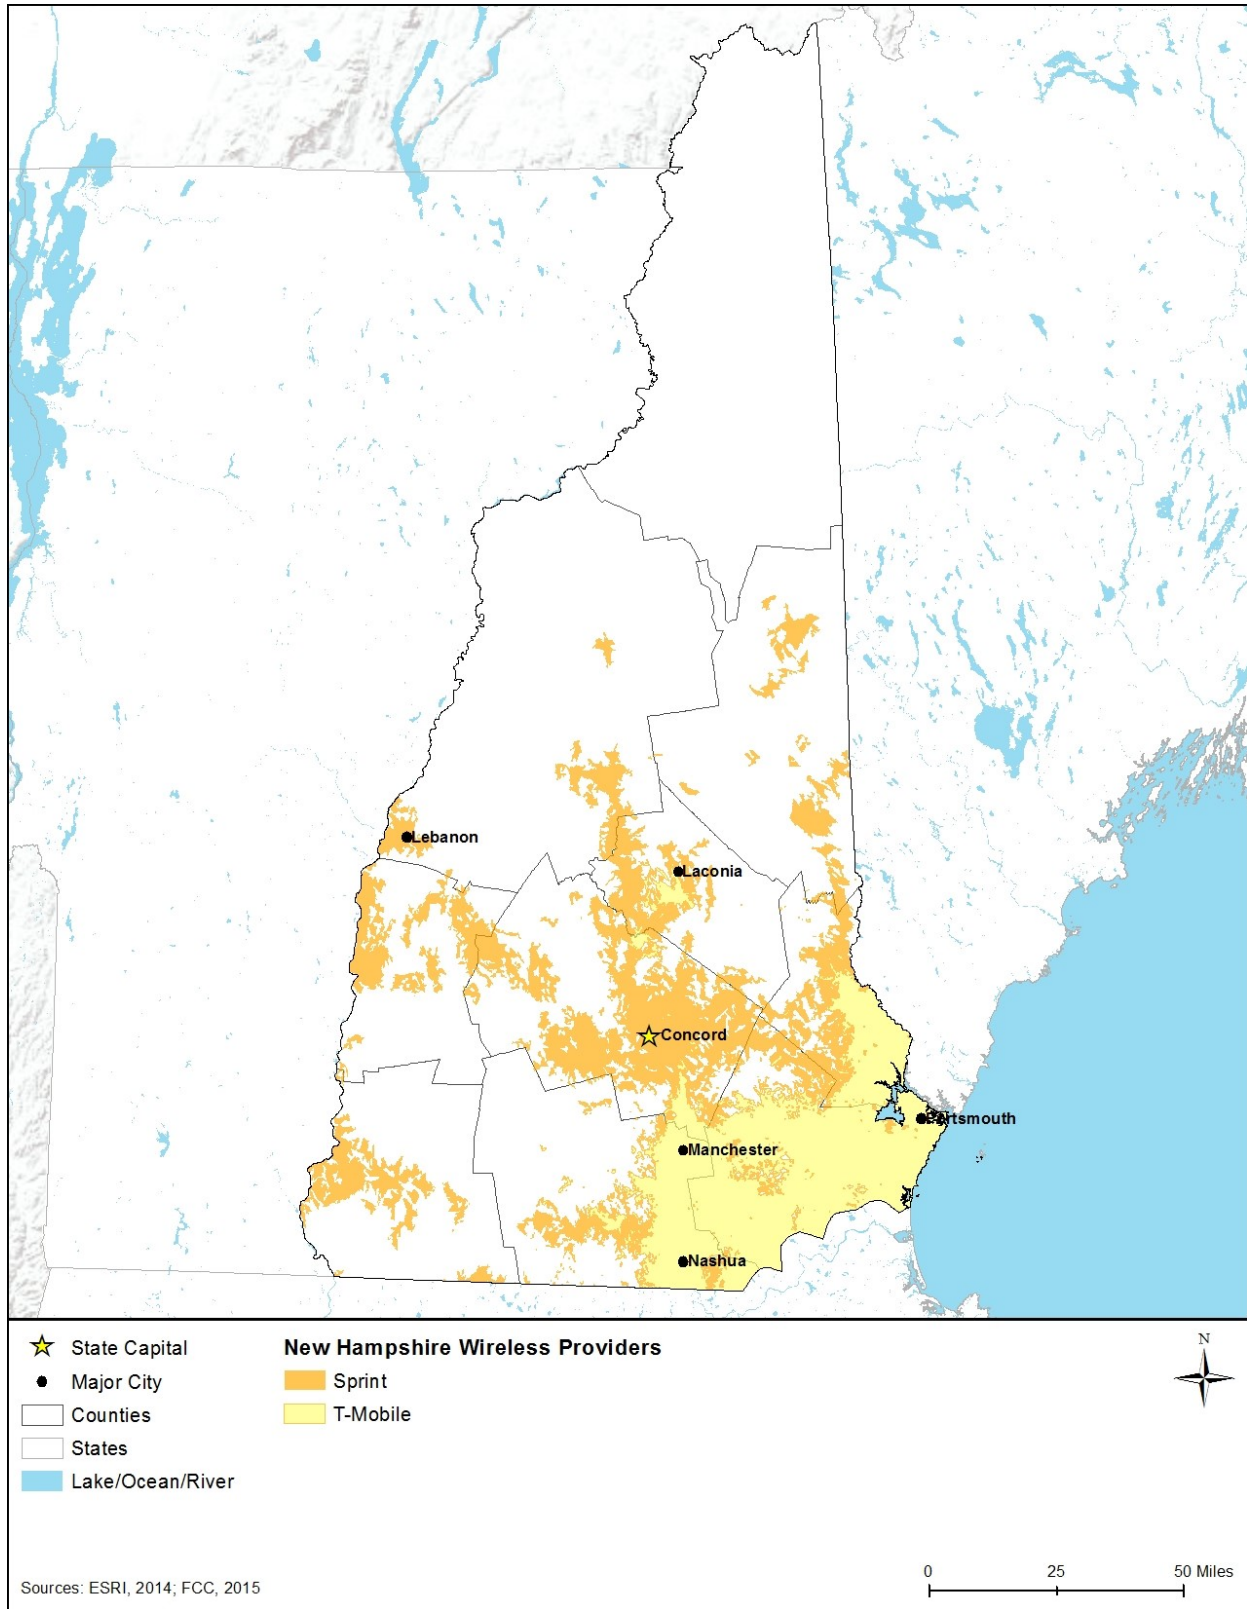 Lebanon
Laconia
Concord
Portsmouth
Manchester
Nashua
State Capital
Major City
Counties
States
Lake/Ocean/River
New Hampshire Wireless Providers
Sprint
T-Mobile
N
0 25 50 Miles
Sources: ESRI, 2014; FCC, 2015